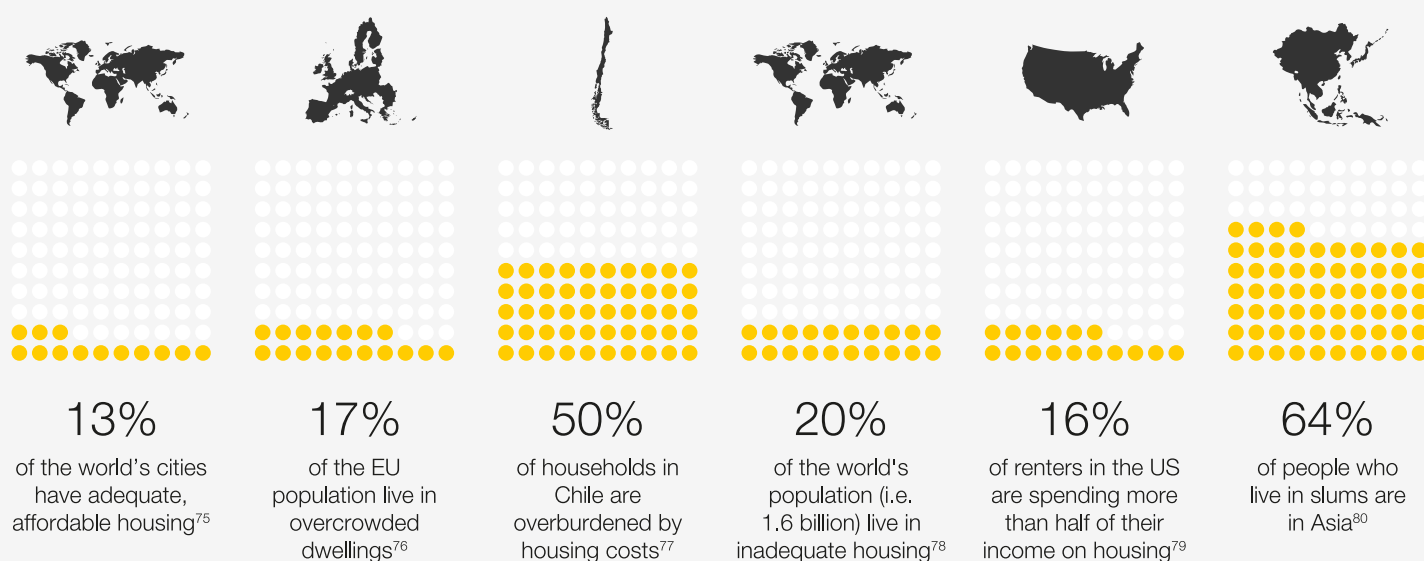 13%
of the world's cities
have adequate,
affordable housing75
17%
of the EU
population live in
overcrowded
dwellings76
50%
of households in
Chile are
overburdened by
housing costs77
20%
of the world's
population (i.e.
1.6 billion) live in
inadequate housing78
16%
of renters in the US
are spending more
than half of their
income on housing79
64%
of people who
live in slums are
in Asia80